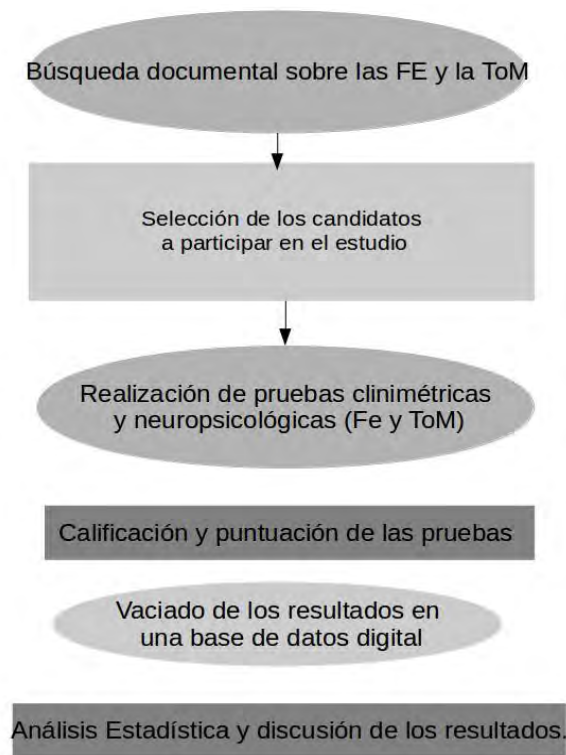 Búsqueda documental sobre las FE y la ToM
Selección de los candidatos
a participar en el estudio
Realización de pruebas clinimétricas
y neuropsicológicas (Fe y ToM)
Calificación y puntuación de las pruebas
Vaciado de los resultados en
una base de datos digital
Análisis Estadística y discusión de los resultados.